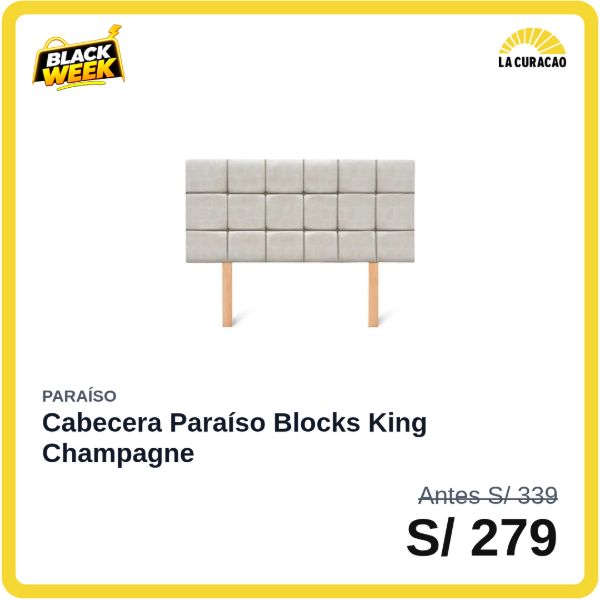 BLACK
WEEK
LA CURACAO
PARAÍSO
Cabecera Paraíso Blocks King
Champagne
Antes S/ 339
S/ 279